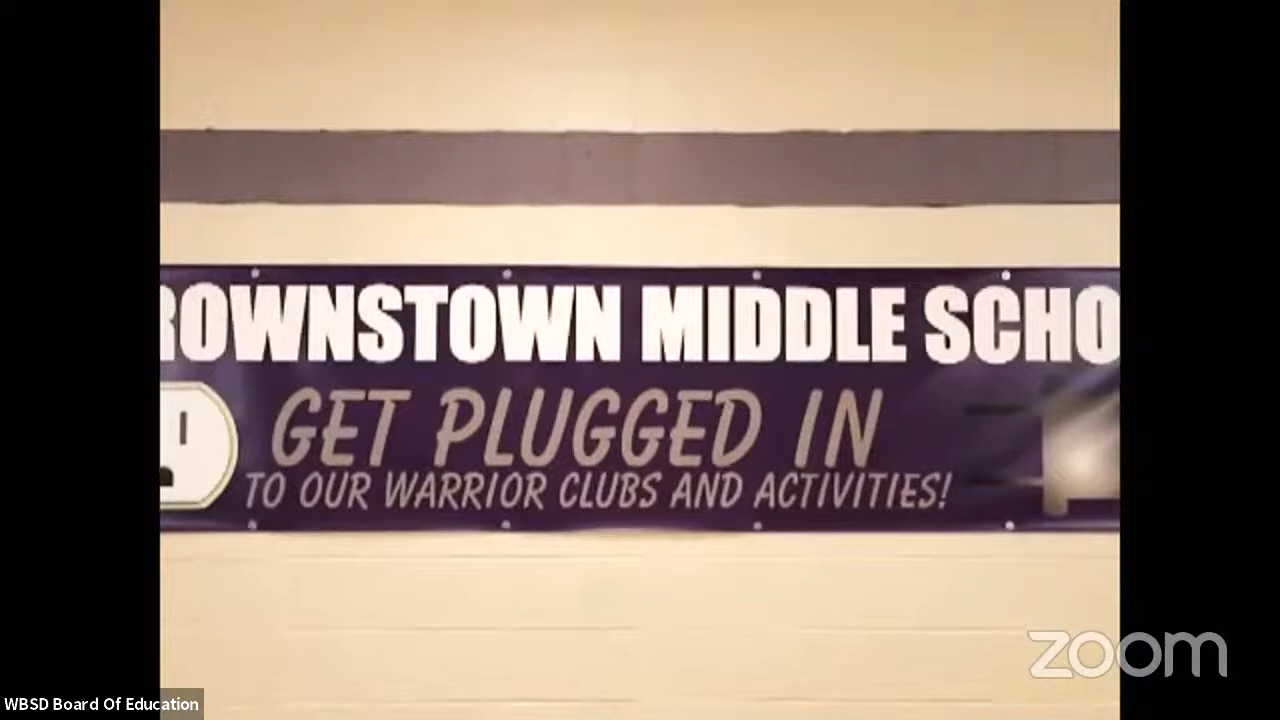 ROWNSTOWN MIDDLE SCHO
GET PLUGGED IN
TO OUR WARRIOR CLUBS AND ACTIVITIES!
zoom
WBSD Board Of Education